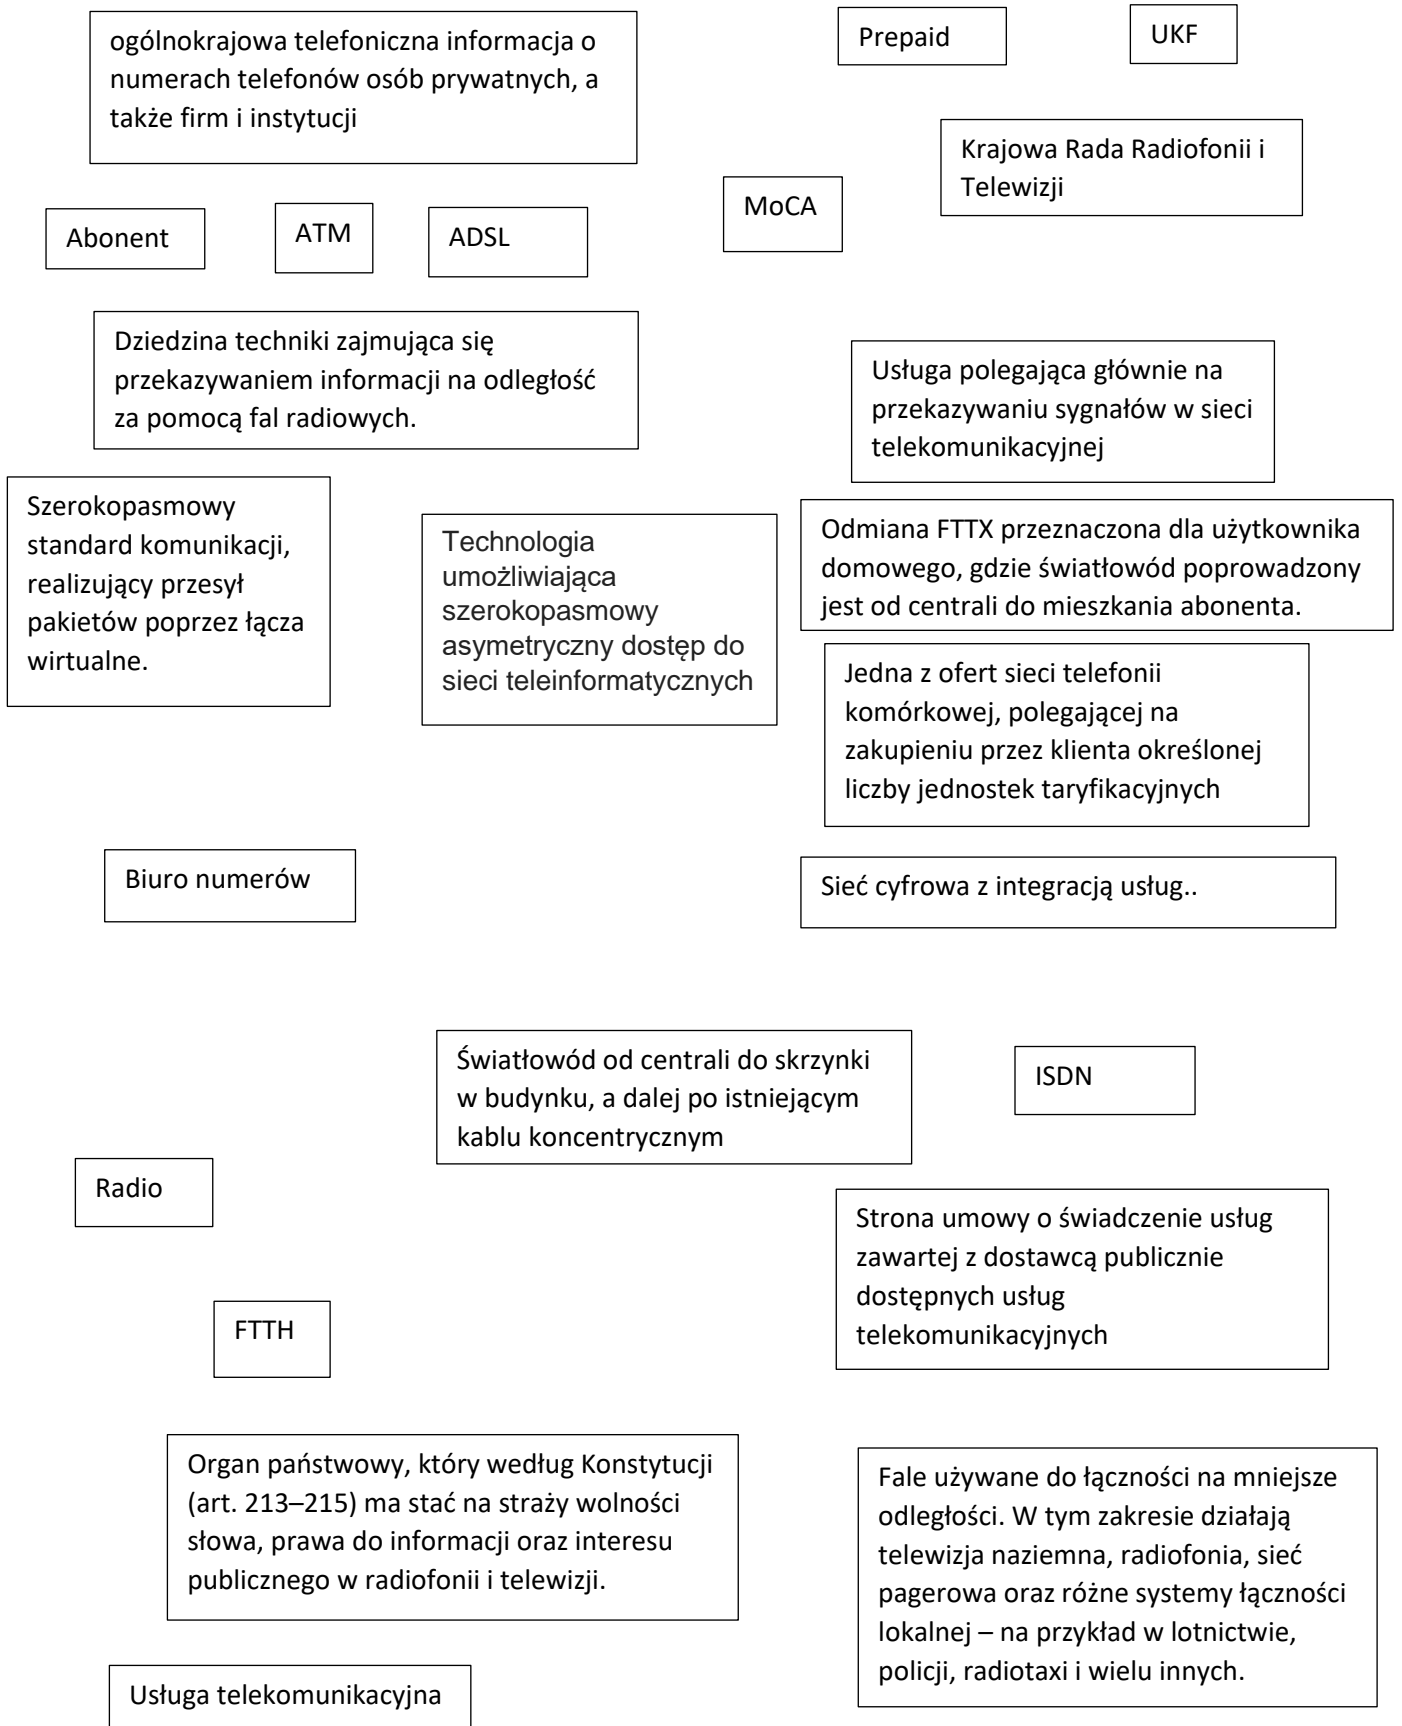 ogólnokrajowa telefoniczna informacja o
numerach telefonów osób prywatnych, a
także firm i instytucji
Prepaid
UKF
Krajowa Rada Radiofonii i
Telewizji
MoCA
Abonent
ATM
ADSL
Dziedzina techniki zajmująca się
przekazywaniem informacji na odległość
za pomocą fal radiowych.
Usługa polegająca głównie na
przekazywaniu sygnałów w sieci
telekomunikacyjnej
Szerokopasmowy
standard komunikacji,
realizujący przesył
pakietów poprzez łącza
wirtualne.
Technologia
umożliwiająca
szerokopasmowy
asymetryczny dostęp do
sieci teleinformatycznych
Odmiana FTTX przeznaczona dla użytkownika
domowego, gdzie światłowód poprowadzony
jest od centrali do mieszkania abonenta.
Jedna z ofert sieci telefonii
komórkowej, polegającej na
zakupieniu przez klienta określonej
liczby jednostek taryfikacyjnych
Biuro numerów
Sieć cyfrowa z integracją usług..
Światłowód od centrali do skrzynki
w budynku, a dalej po istniejącym
kablu koncentrycznym
ISDN
Radio
Strona umowy o świadczenie usług
zawartej z dostawcą publicznie
dostępnych usług
telekomunikacyjnych
FTTH
Organ państwowy, który według Konstytucji
(art. 213–215) ma stać na straży wolności
słowa, prawa do informacji oraz interesu
publicznego w radiofonii i telewizji.
Fale używane do łączności na mniejsze
odległości. W tym zakresie działają
telewizja naziemna, radiofonia, sieć
pagerowa oraz różne systemy łączności
lokalnej – na przykład w lotnictwie,
policji, radiotaxi i wielu innych.
Usługa telekomunikacyjna